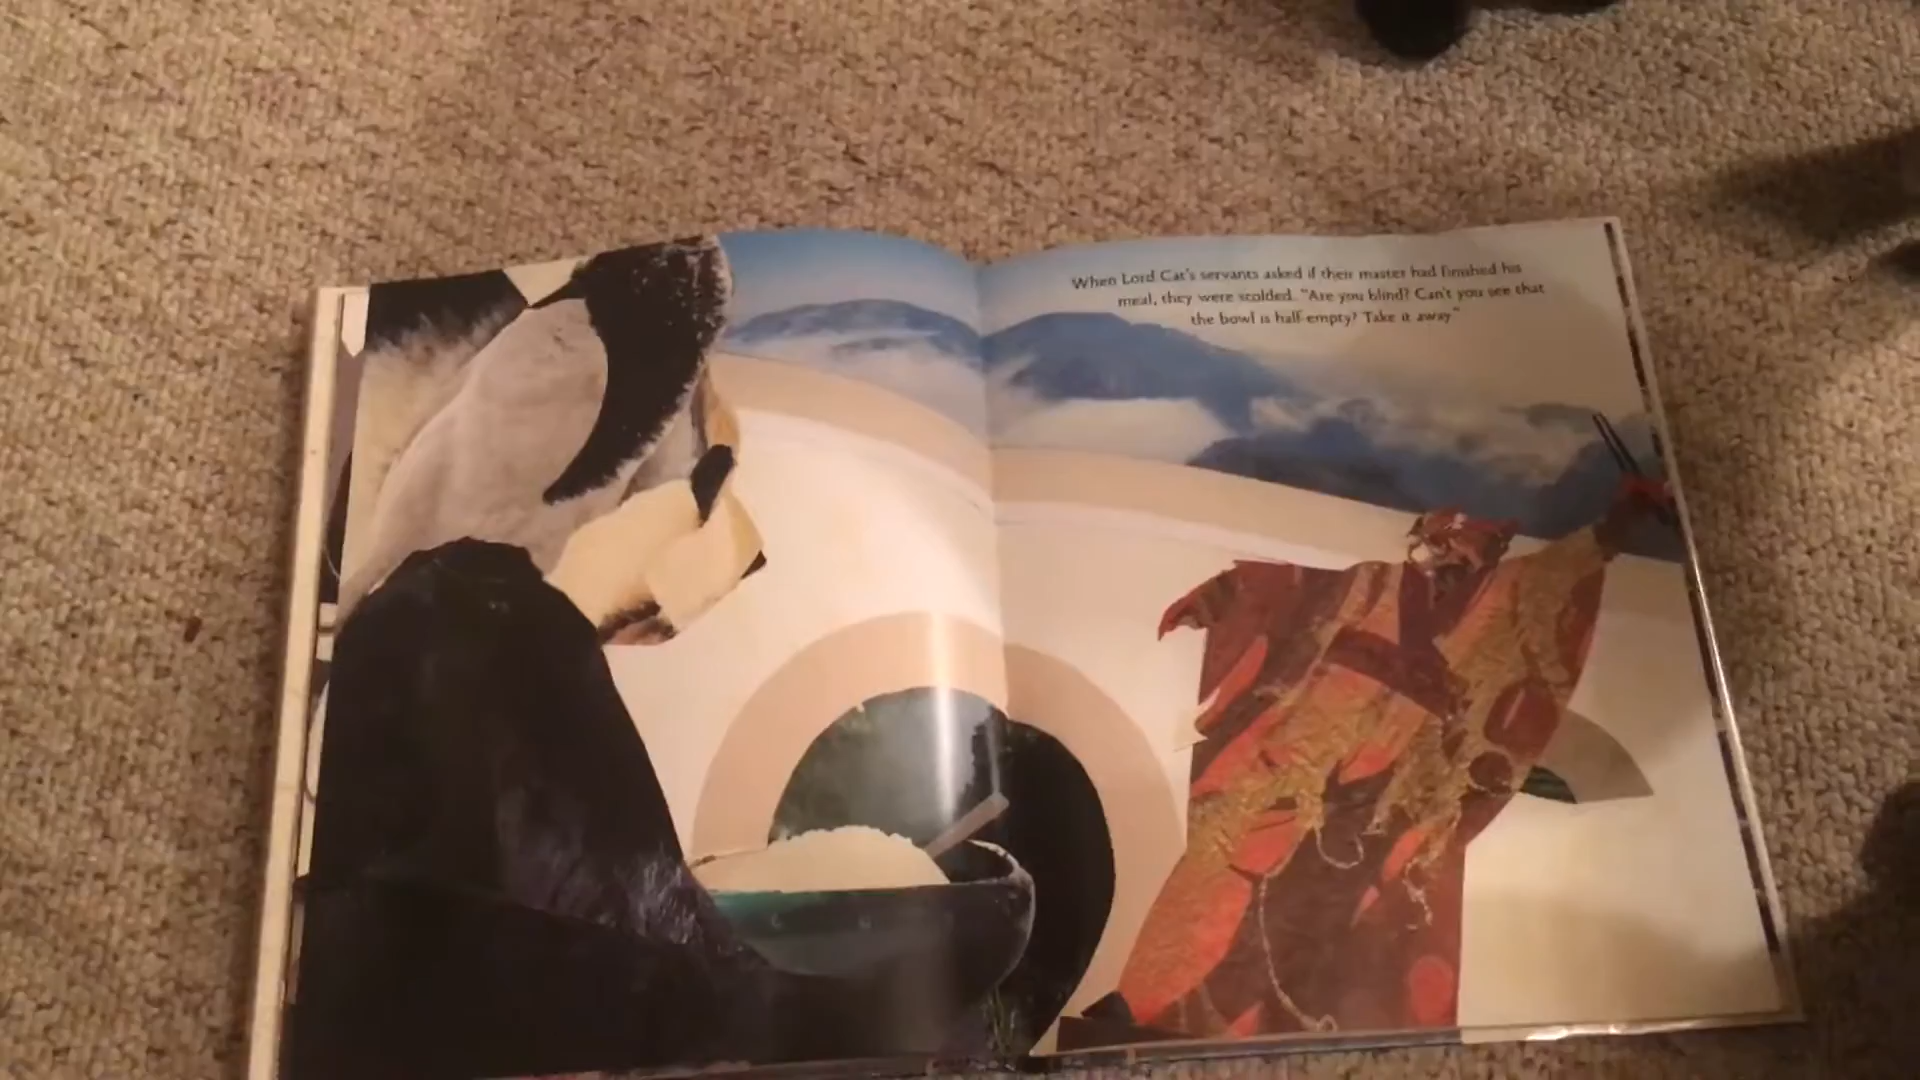 When Lord Cat's servants asked if their master had finished his
meal, they were scolded. "Are you blind? Can't you see that
the bowl is half-empty? Take it away."